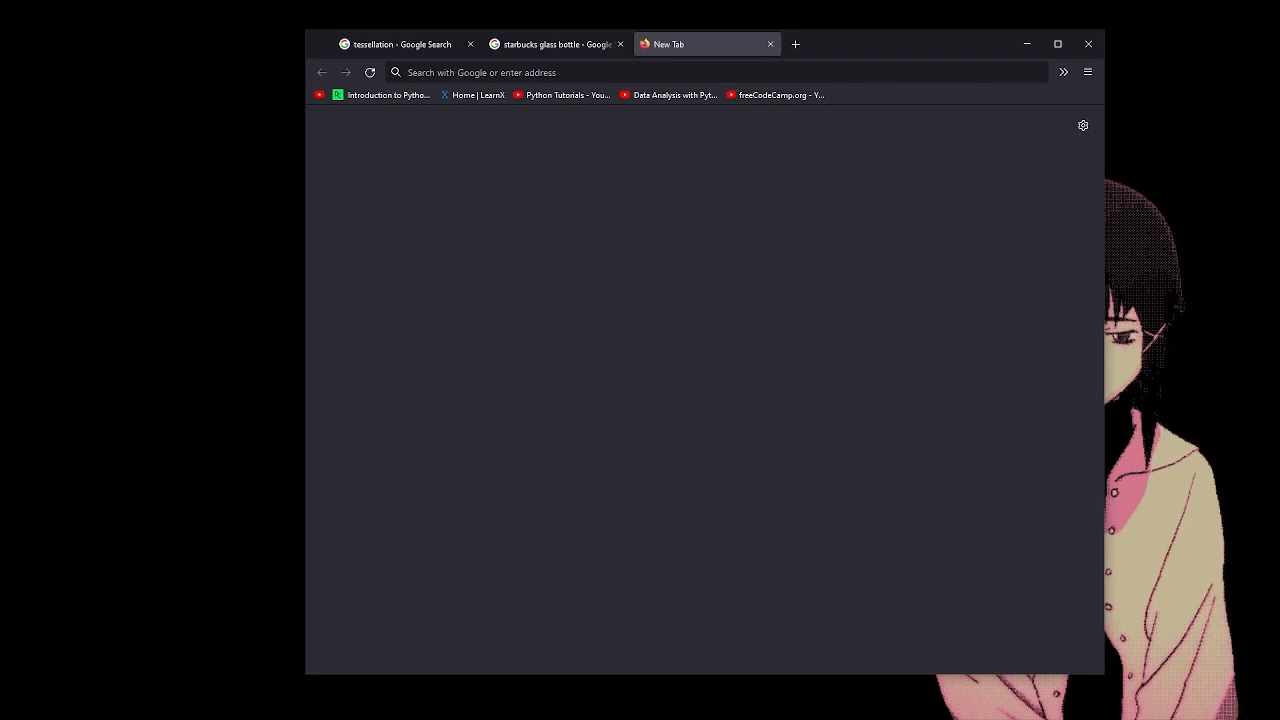 tessellation - Google Search
starbucks glass bottle - Google
New Tab
Search with Google or enter address
Introduction to Pytho...
Home | LearnX
Python Tutorials - You...
Data Analysis with Pyt...
freeCodeCamp.org - Y...